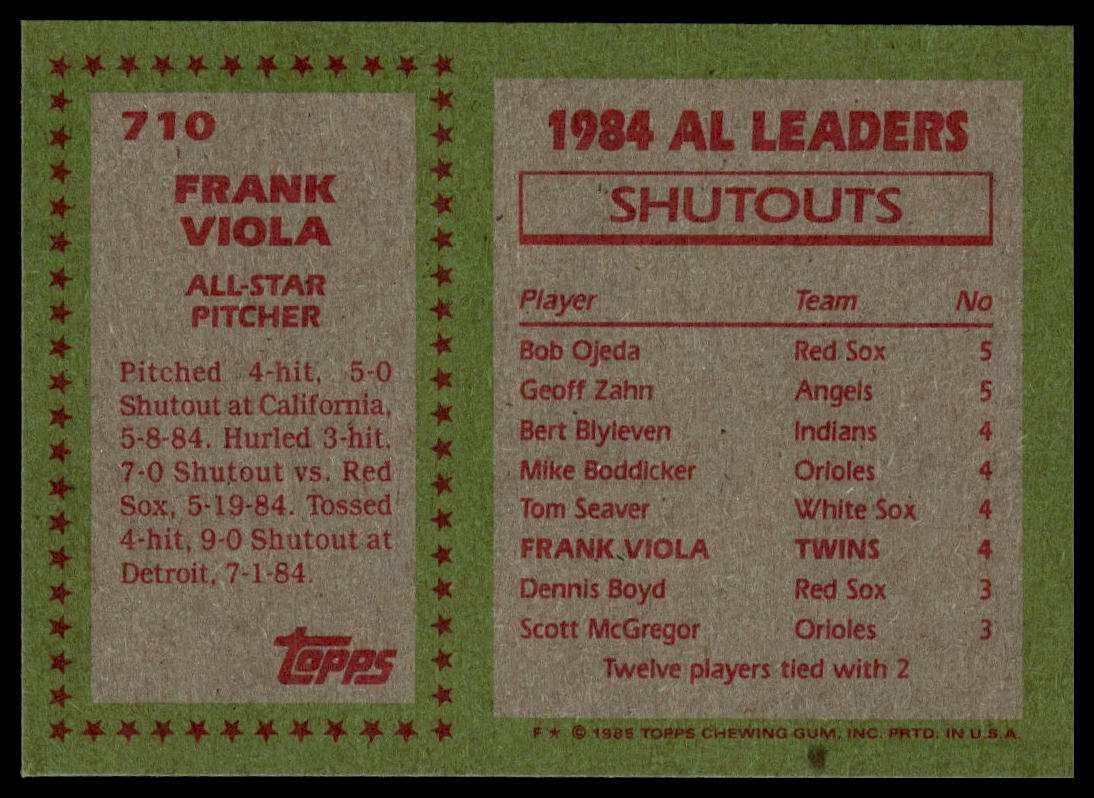 710
FRANK
VIOLA
ALL-STAR
PITCHER
Pitched 4-hit, 5-0
Shutout at California,
5-8-84. Hurled 3-hit,
7-0 Shutout vs. Red
Sox, 5-19-84. Tossed
4-hit, 9-0 Shutout at
Detroit, 7-1-84.
topps
1984 AL LEADERS
SHUTOUTS
Player Team No
Bob Ojeda Red Sox 5
Geoff Zahn Angels 5
Bert Blyleven Indians 4
Mike Boddicker Orioles 4
Tom Seaver White Sox 4
FRANK VIOLA TWINS 4
Dennis Boyd Red Sox 3
Scott McGregor Orioles 3
Twelve players tied with 2
F ★ © 1985 TOPPS CHEWING GUM, INC. PRTD. IN U.S.A.